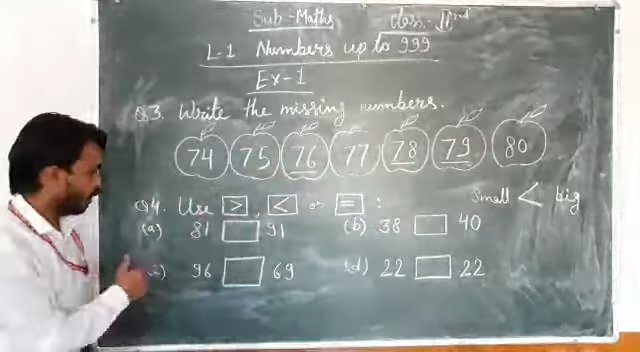 Sub-Maths Class-II nd
L-1 Numbers up to 999
Ex-1
Q3. Write the missing numbers.
74 75 76 77 78 79 80
Q4. Use > , < or = : Small < big
(a) 81 91 (b) 38 40
96 69 (d) 22 22